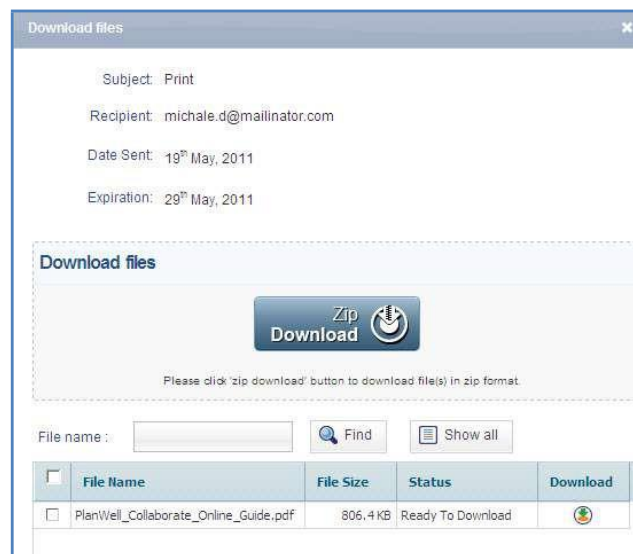 Download files
Subject: Print
Recipient: michale.d@mailinator.com
Date Sent: 19th May, 2011
Expiration: 29th May, 2011
Download files
Zip
Download
Please click 'zip download' button to download file(s) in zip format
File name :
Find
Show all
File Name File Size Status Download
PlanWell_Collaborate_Online_Guide.pdf 806.4 KB Ready To Download